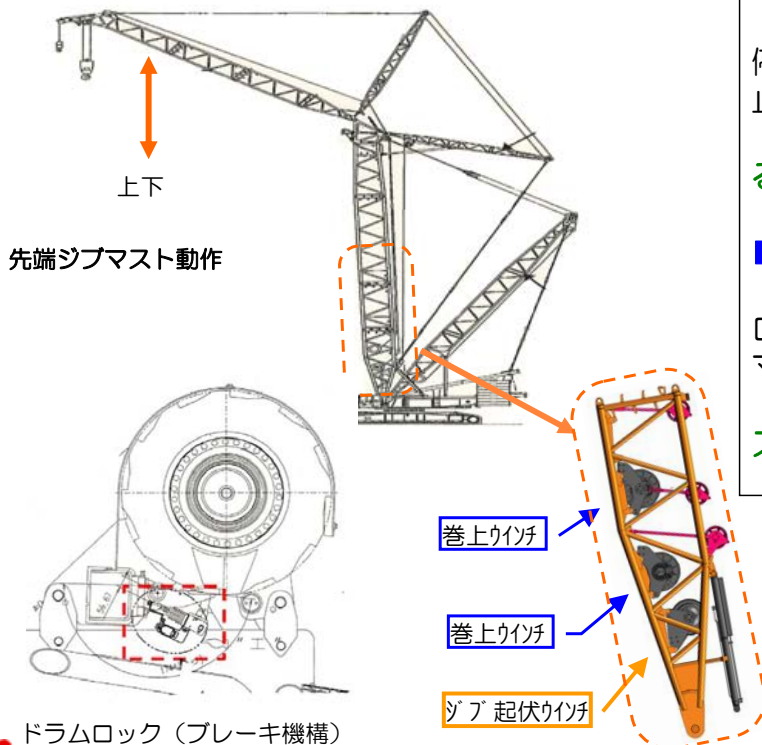 上下
先端ジブマスト動作
巻上ウインチ
巻上ウインチ
ジブ起伏ウインチ
ドラムロック（ブレーキ機構）